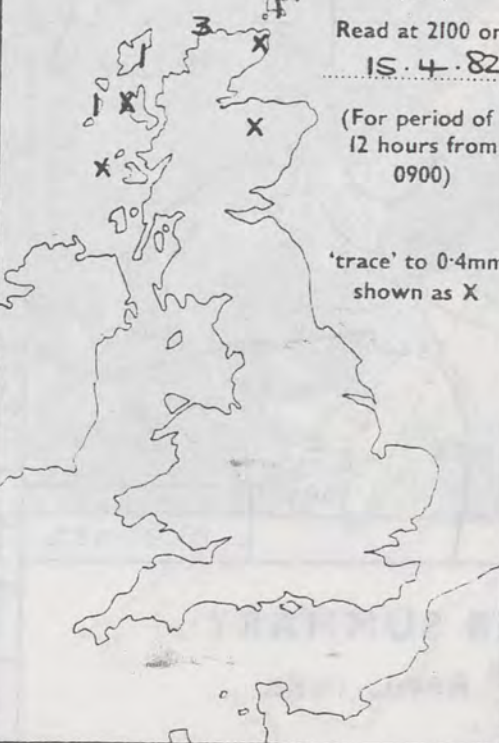 3
X
1
1 X
X
X
Read at 2100 on
15.4.82
(For period of
12 hours from
0900)
'trace' to 0·4mm
shown as X